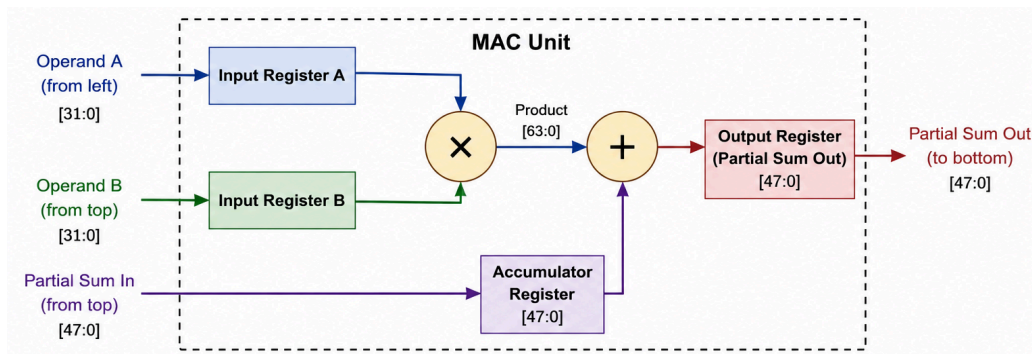 MAC Unit
Operand A
(from left)
[31:0]
Input Register A
×
Product
[63:0]
+
Output Register
(Partial Sum Out)
[47:0]
Partial Sum Out
(to bottom)
[47:0]
Operand B
(from top)
[31:0]
Input Register B
Partial Sum In
(from top)
[47:0]
Accumulator
Register
[47:0]